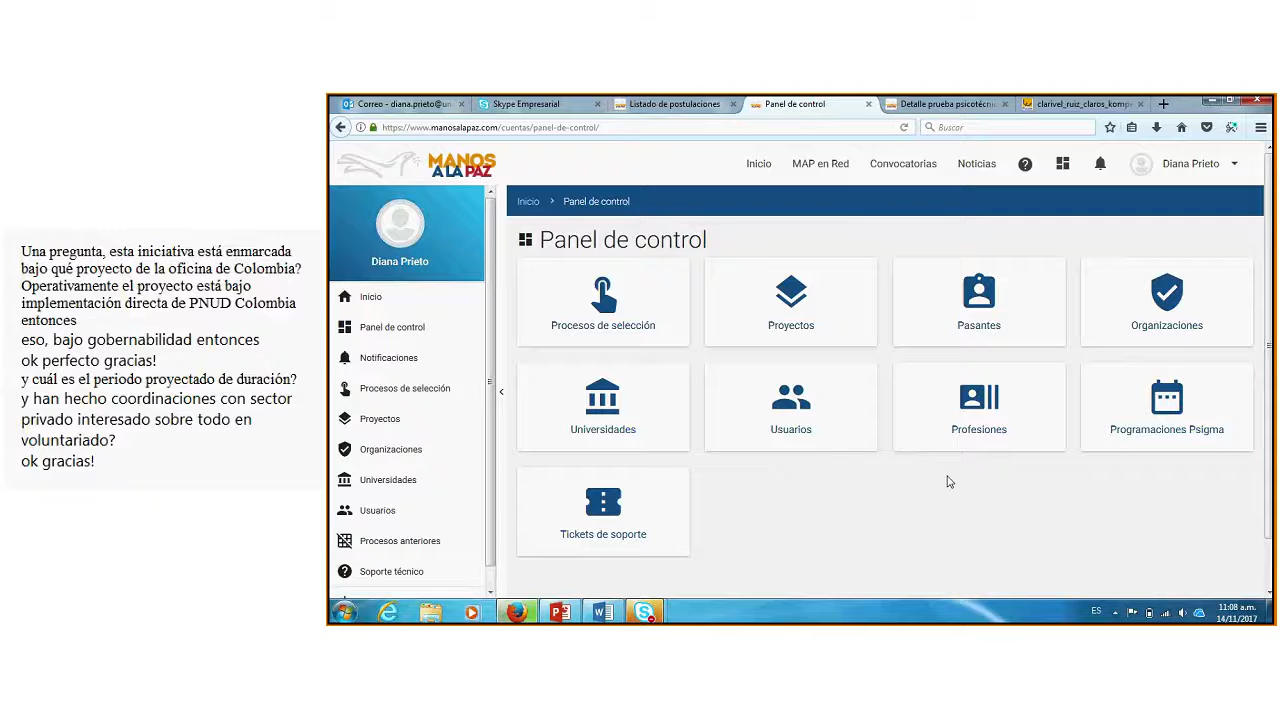 Una pregunta, esta iniciativa está enmarcada
bajo qué proyecto de la oficina de Colombia?
Operativamente el proyecto está bajo
implementación directa de PNUD Colombia
entonces
eso, bajo gobernabilidad entonces
ok perfecto gracias!
y cuál es el periodo proyectado de duración?
y han hecho coordinaciones con sector
privado interesado sobre todo en
voluntariado?
ok gracias!
Correo - diana.prieto@un
Skype Empresarial
Listado de postulaciones
Panel de control
Detalle prueba psicotécni
clarivel_ruiz_claros_komp
https://www.manosalapaz.com/cuentas/panel-de-control/
Buscar
MANOS
A LA PAZ
Inicio
MAP en Red
Convocatorias
Noticias
Diana Prieto
Diana Prieto
Inicio
Panel de control
Notificaciones
Procesos de selección
Proyectos
Organizaciones
Universidades
Usuarios
Procesos anteriores
Soporte técnico
Inicio > Panel de control
Panel de control
Procesos de selección
Proyectos
Pasantes
Organizaciones
Universidades
Usuarios
Profesiones
Programaciones Psigma
Tickets de soporte
ES
11:08 a.m.
14/11/2017